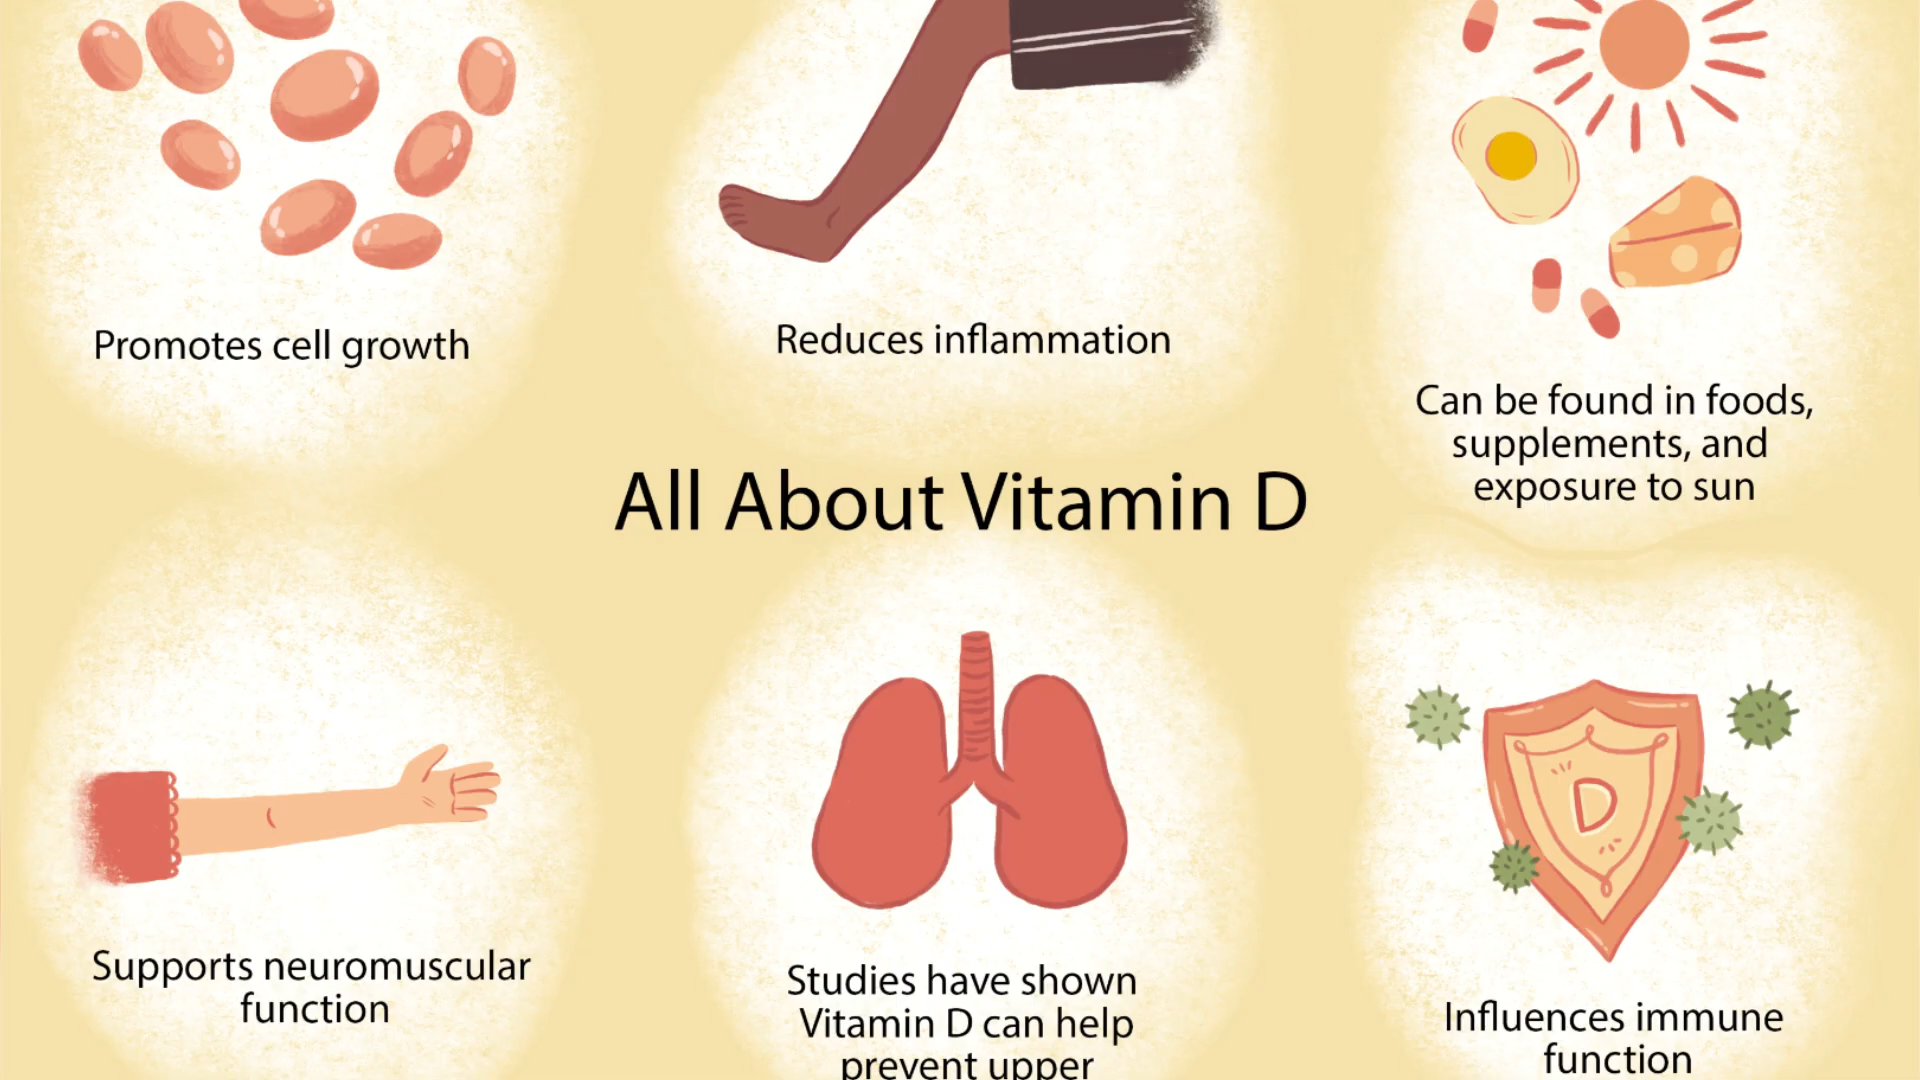 Promotes cell growth
Reduces inflammation
Can be found in foods,
supplements, and
exposure to sun
All About Vitamin D
Supports neuromuscular
function
Studies have shown
Vitamin D can help
prevent upper
D
Influences immune
function